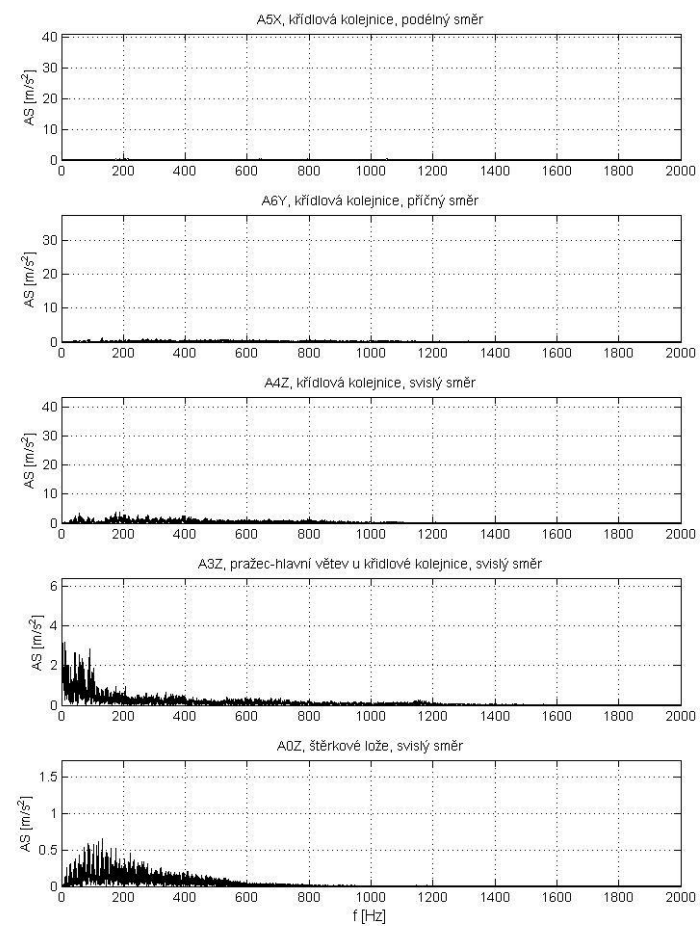 A5X, křídlová kolejnice, podélný směr
40
30
20
10
0
AS [m/s²]
0 200 400 600 800 1000 1200 1400 1600 1800 2000
A6Y, křídlová kolejnice, příčný směr
30
20
10
0
AS [m/s²]
0 200 400 600 800 1000 1200 1400 1600 1800 2000
A4Z, křídlová kolejnice, svislý směr
40
30
20
10
0
AS [m/s²]
0 200 400 600 800 1000 1200 1400 1600 1800 2000
A3Z, pražec-hlavní větev u křidlové kolejnice, svislý směr
6
4
2
0
AS [m/s²]
0 200 400 600 800 1000 1200 1400 1600 1800 2000
A0Z, štěrkové lože, svislý směr
1.5
1
0.5
0
AS [m/s²]
0 200 400 600 800 1000 1200 1400 1600 1800 2000
f [Hz]